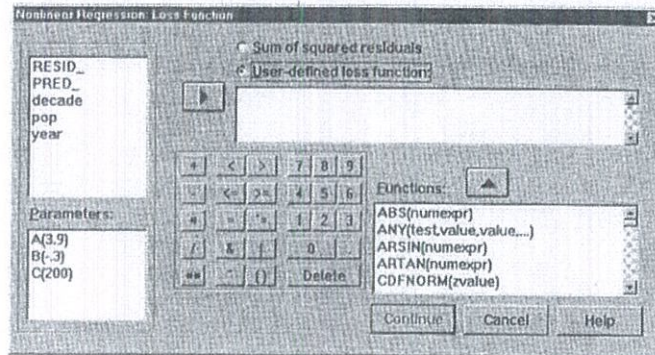 Nonlinear Regression: Loss Function
RESID_
PRED_
decade
pop
year
Sum of squared residuals
User-defined loss function:
Parameters:
A(3.9)
B(-.3)
C(200)
+ < > 7 8 9
- <= >= 4 5 6
* = ~= 1 2 3
/ & | 0 .
** ~ () Delete
Functions:
ABS(numexpr)
ANY(test,value,value,...)
ARSIN(numexpr)
ARTAN(numexpr)
CDFNORM(zvalue)
Continue
Cancel
Help